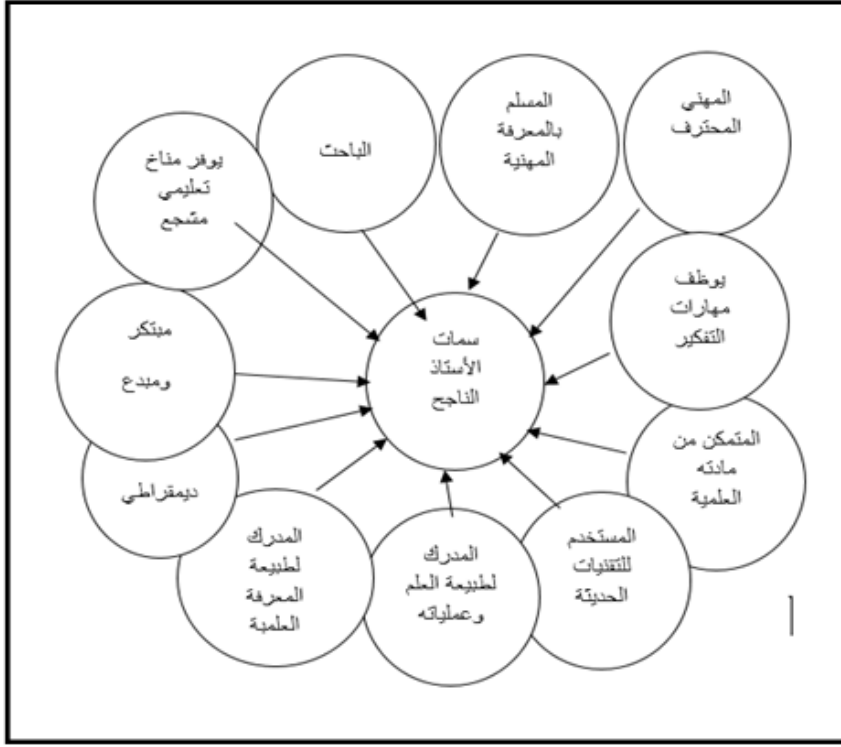 المهني
المحترف
المسلم
بالمعرفة
المهنية
الباحث
يوفر مناخ
تعليمي
مشجع
يوظف
مهارات
التفكير
سمات
الأستاذ
الناجح
مبتكر
ومبدع
المتمكن من
مادته
العلمية
ديمقراطي
المستخدم
للتقنيات
الحديثة
المدرك
لطبيعة العلم
وعملياته
المدرك
لطبيعة
المعرفة
العلمية
أ